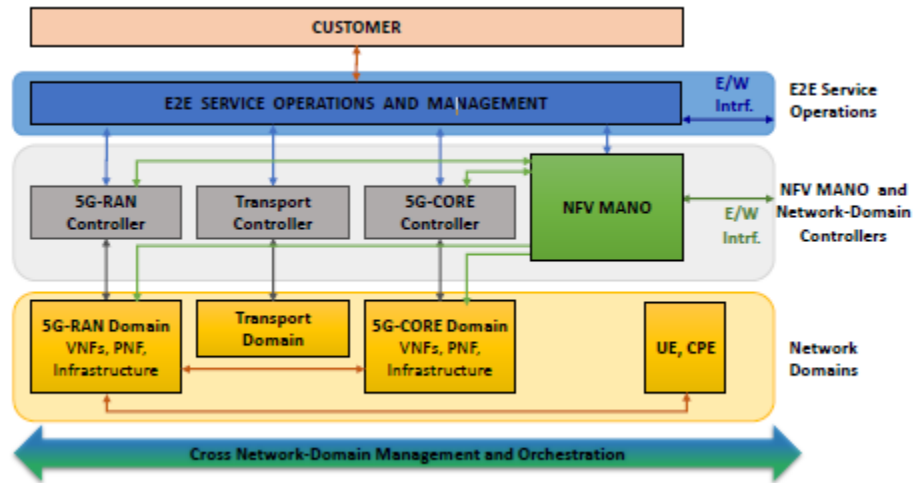 CUSTOMER
E2E SERVICE OPERATIONS AND MANAGEMENT
E/W
Intrf.
E2E Service
Operations
5G-RAN
Controller
Transport
Controller
5G-CORE
Controller
NFV MANO
E/W
Intrf.
NFV MANO and
Network-Domain
Controllers
5G-RAN Domain
VNFs, PNF,
Infrastructure
Transport
Domain
5G-CORE Domain
VNFs, PNF,
Infrastructure
UE, CPE
Network
Domains
Cross Network-Domain Management and Orchestration